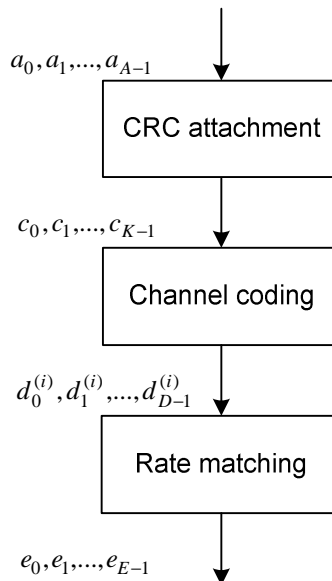 a_0, a_1,..., a_{A-1}
CRC attachment
c_0, c_1,..., c_{K-1}
Channel coding
d_0^{(i)}, d_1^{(i)},..., d_{D-1}^{(i)}
Rate matching
e_0, e_1,..., e_{E-1}